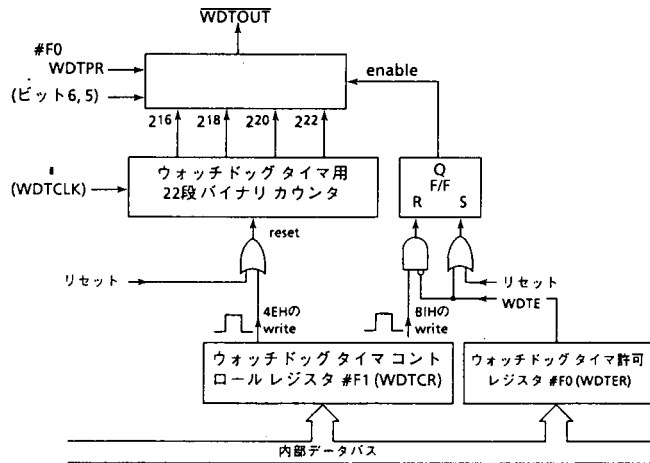 WDTOUT
#F0
WDTPR
(ビット6, 5)
enable
216 218 220 222
(WDTCLK)
ウォッチ ドッグ タイマ用
22段 バイナリ カウンタ
Q
F/F
R S
reset
リセット
リセット
WDTE
4EHの
write
BIHの
write
ウォッチ ドッグ タイマ コント
ロール レジスタ #F1 (WDTCR)
ウォッチ ドッグ タイマ許可
レジスタ #F0 (WDTER)
内部データバス